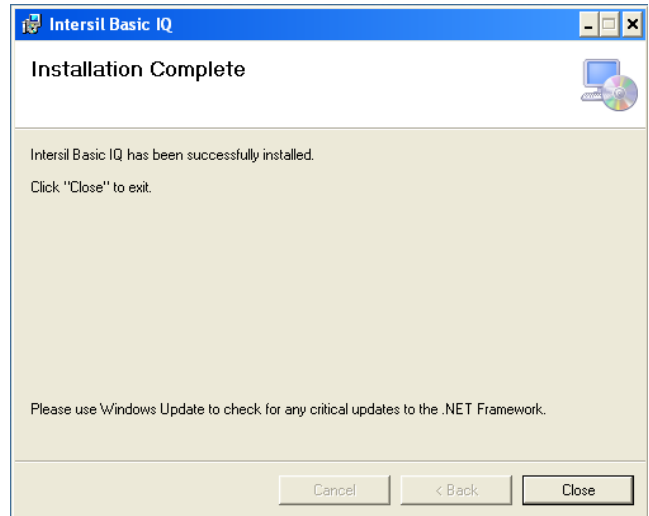 Intersil Basic IQ
Installation Complete
Intersil Basic IQ has been successfully installed.
Click "Close" to exit.
Please use Windows Update to check for any critical updates to the .NET Framework.
Cancel
< Back
Close